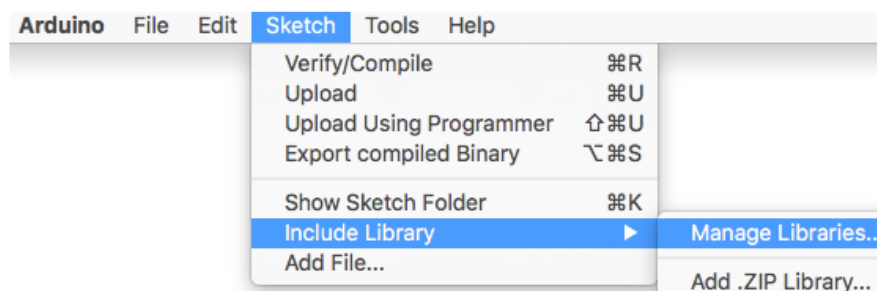 Arduino File Edit Sketch Tools Help
Verify/Compile ⌘R
Upload ⌘U
Upload Using Programmer ⇧⌘U
Export compiled Binary ⌥⌘S
Show Sketch Folder ⌘K
Include Library ▶ Manage Libraries...
Add File...
Add .ZIP Library...